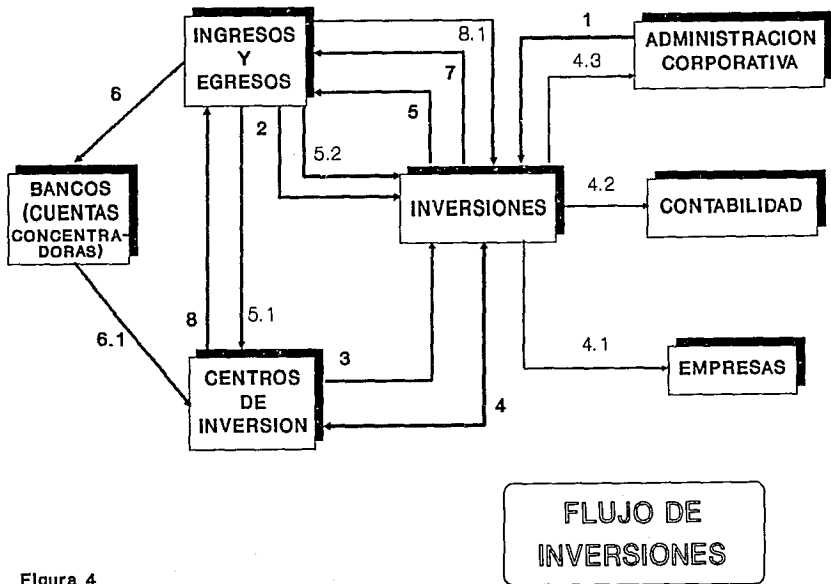 INGRESOS
Y
EGRESOS
8.1
1
ADMINISTRACION
CORPORATIVA
7
4.3
6
5
2
5.2
BANCOS
(CUENTAS
CONCENTRA-
DORAS)
INVERSIONES
4.2
CONTABILIDAD
6.1
8
5.1
3
4.1
CENTROS
DE
INVERSION
EMPRESAS
4
FLUJO DE
INVERSIONES
Figura 4